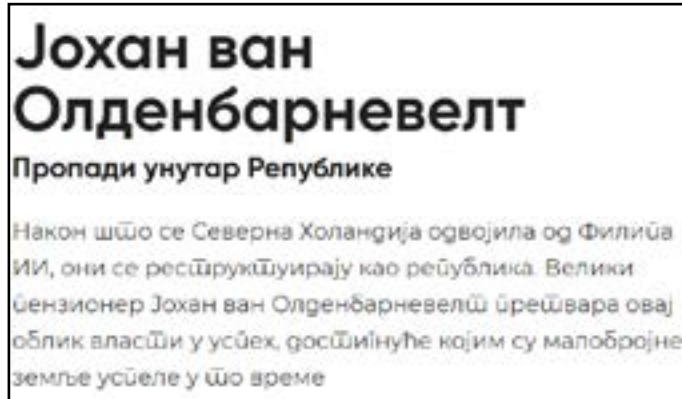 Јохан ван
Олденбарневелт
Пропади унутар Републике
Након што се Северна Холандија одвојила од Филипа
ИИ, они се реструктуирају као република. Велики
пензионер Јохан ван Олденбарневелт претвара овај
облик власти у успех, достигнуће којим су малобројне
земље успеле у то време